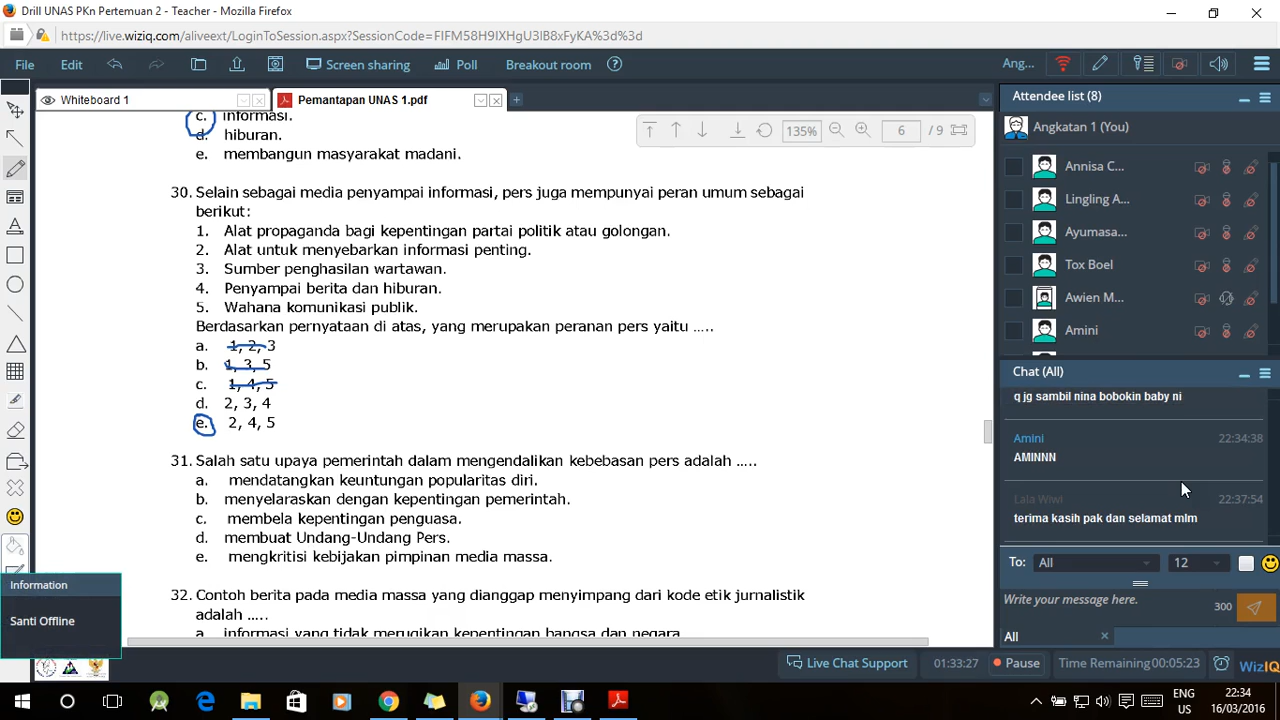 Drill UNAS PKn Pertemuan 2 - Teacher - Mozilla Firefox
https://live.wiziq.com/aliveext/LoginToSession.aspx?SessionCode=FIFM58H9IXHgU3IB8xFyKA%3d%3d
File Edit Screen sharing Poll Breakout room Ang...
Whiteboard 1 Pemantapan UNAS 1.pdf
135% 6 / 9
c. informasi.
d. hiburan.
e. membangun masyarakat madani.
30. Selain sebagai media penyampai informasi, pers juga mempunyai peran umum sebagai
berikut:
1. Alat propaganda bagi kepentingan partai politik atau golongan.
2. Alat untuk menyebarkan informasi penting.
3. Sumber penghasilan wartawan.
4. Penyampai berita dan hiburan.
5. Wahana komunikasi publik.
Berdasarkan pernyataan di atas, yang merupakan peranan pers yaitu .....
a. 1, 2, 3
b. 1, 3, 5
c. 1, 4, 5
d. 2, 3, 4
e. 2, 4, 5
31. Salah satu upaya pemerintah dalam mengendalikan kebebasan pers adalah .....
a. mendatangkan keuntungan popularitas diri.
b. menyelaraskan dengan kepentingan pemerintah.
c. membela kepentingan penguasa.
d. membuat Undang-Undang Pers.
e. mengkritisi kebijakan pimpinan media massa.
32. Contoh berita pada media massa yang dianggap menyimpang dari kode etik jurnalistik
adalah .....
a. informasi yang tidak merugikan kepentingan bangsa dan negara.
Attendee list (8)
Angkatan 1 (You)
Annisa C...
Lingling A...
Ayumasa...
Tox Boel
Awien M...
Amini
Chat (All)
q jg sambil nina bobokin baby ni
Amini 22:34:38
AMINNN
Lala Wiwi 22:37:54
terima kasih pak dan selamat mlm
To: All 12
Write your message here. 300
All
Information
Santi Offline
Live Chat Support 01:33:27 Pause Time Remaining 00:05:23 WizIQ
ENG 22:34
US 16/03/2016